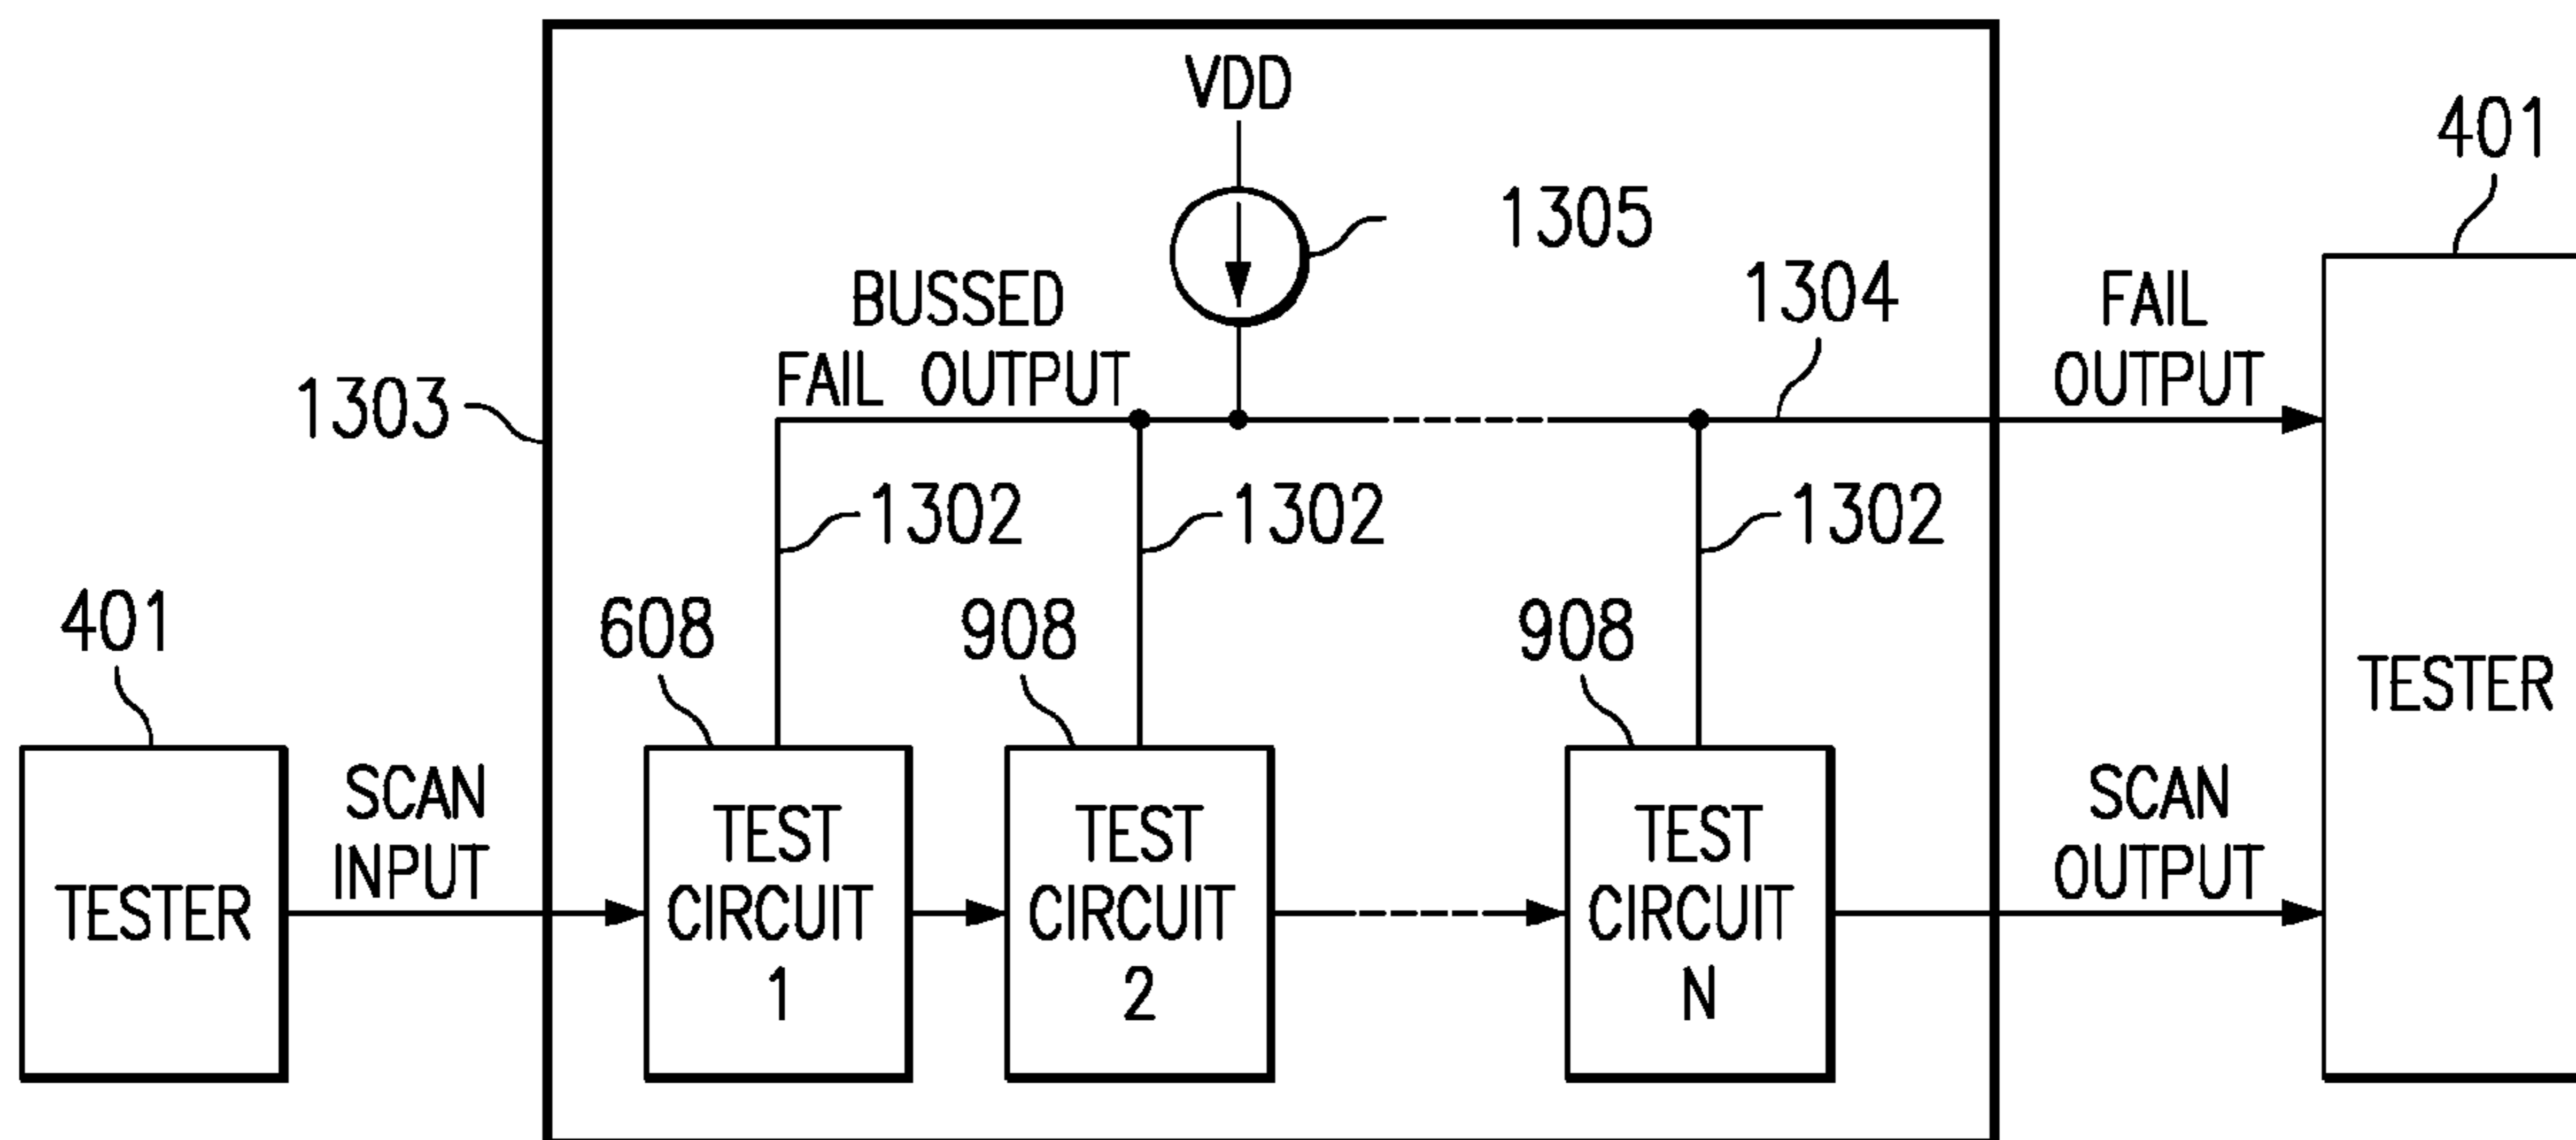 VDD
401
1305
BUSSED
FAIL OUTPUT
1304
FAIL
OUTPUT
1303
1302
1302
1302
401
608
908
908
TESTER
SCAN
INPUT
TESTER
TEST
CIRCUIT
1
TEST
CIRCUIT
2
TEST
CIRCUIT
N
SCAN
OUTPUT